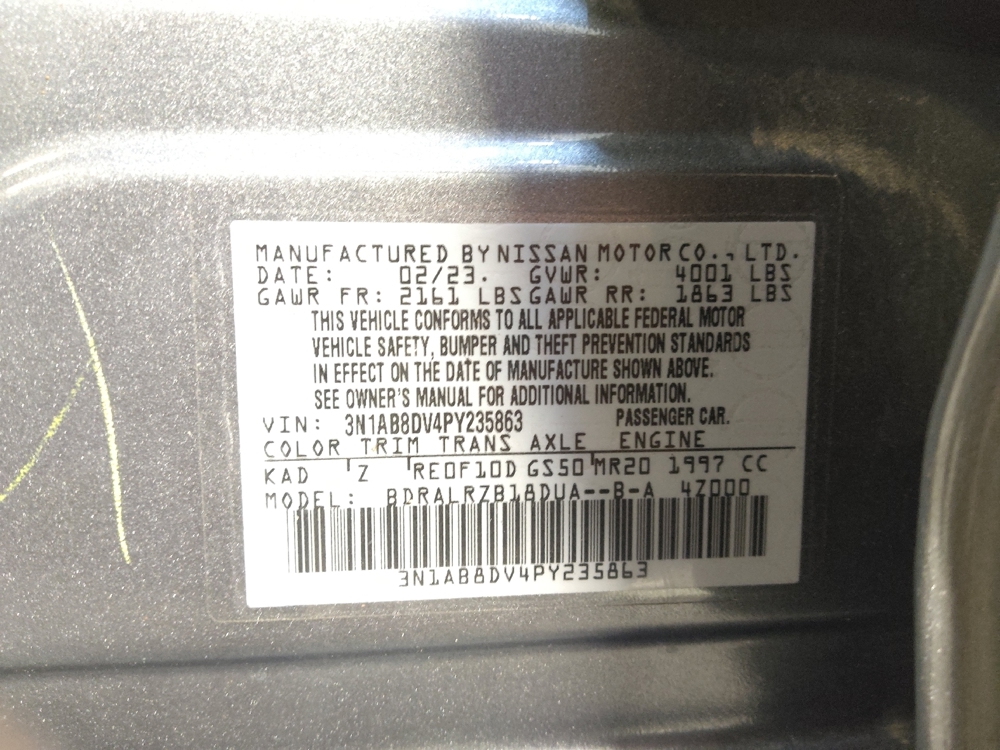 MANUFACTURED BY NISSAN MOTOR CO., LTD.
DATE: 02/23. GVWR: 4001 LBS
GAWR FR: 2161 LBS GAWR RR: 1863 LBS
THIS VEHICLE CONFORMS TO ALL APPLICABLE FEDERAL MOTOR
VEHICLE SAFETY, BUMPER AND THEFT PREVENTION STANDARDS
IN EFFECT ON THE DATE OF MANUFACTURE SHOWN ABOVE.
SEE OWNER'S MANUAL FOR ADDITIONAL INFORMATION.
VIN: 3N1AB8DV4PY235863 PASSENGER CAR.
COLOR TRIM TRANS AXLE ENGINE
KAD Z RE0F10D GS50 MR20 1997 CC
MODEL: BDRALRZB18DUA--B-A 4Z000
3N1AB8DV4PY235863